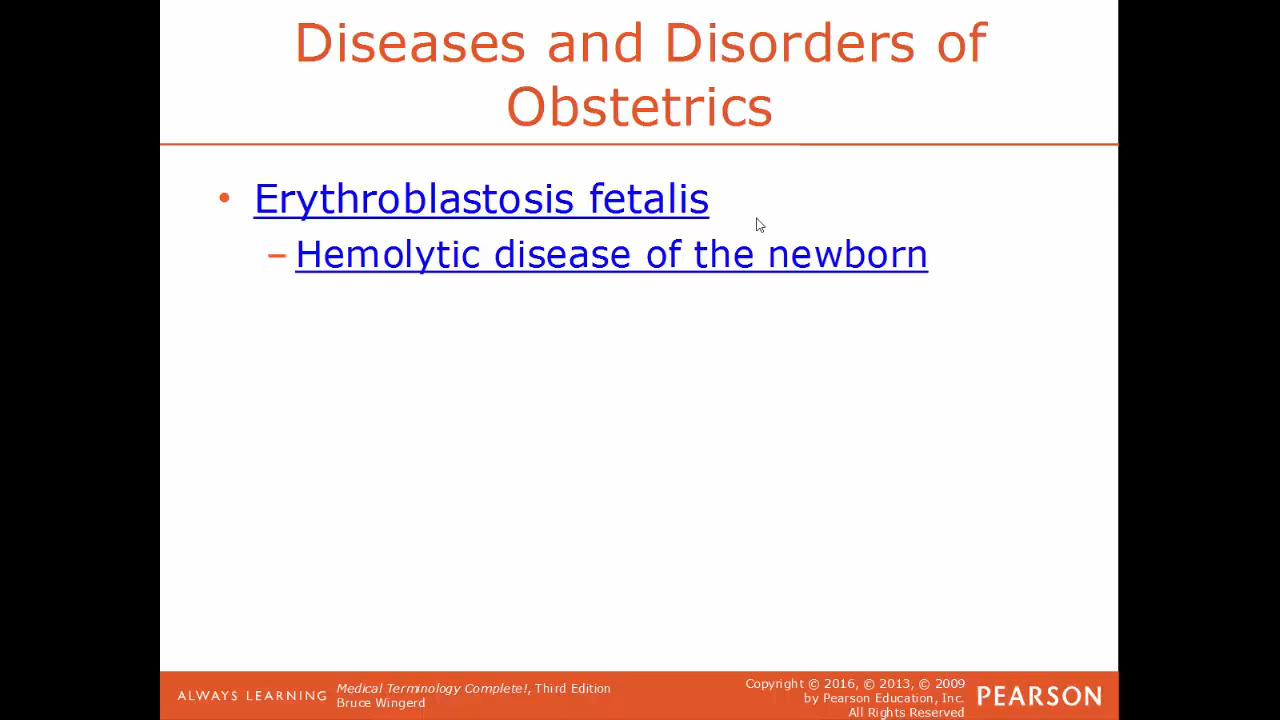 Diseases and Disorders of
Obstetrics
• Erythroblastosis fetalis
– Hemolytic disease of the newborn
ALWAYS LEARNING
Medical Terminology Complete!, Third Edition
Bruce Wingerd
Copyright © 2016, © 2013, © 2009
by Pearson Education, Inc.
All Rights Reserved
PEARSON